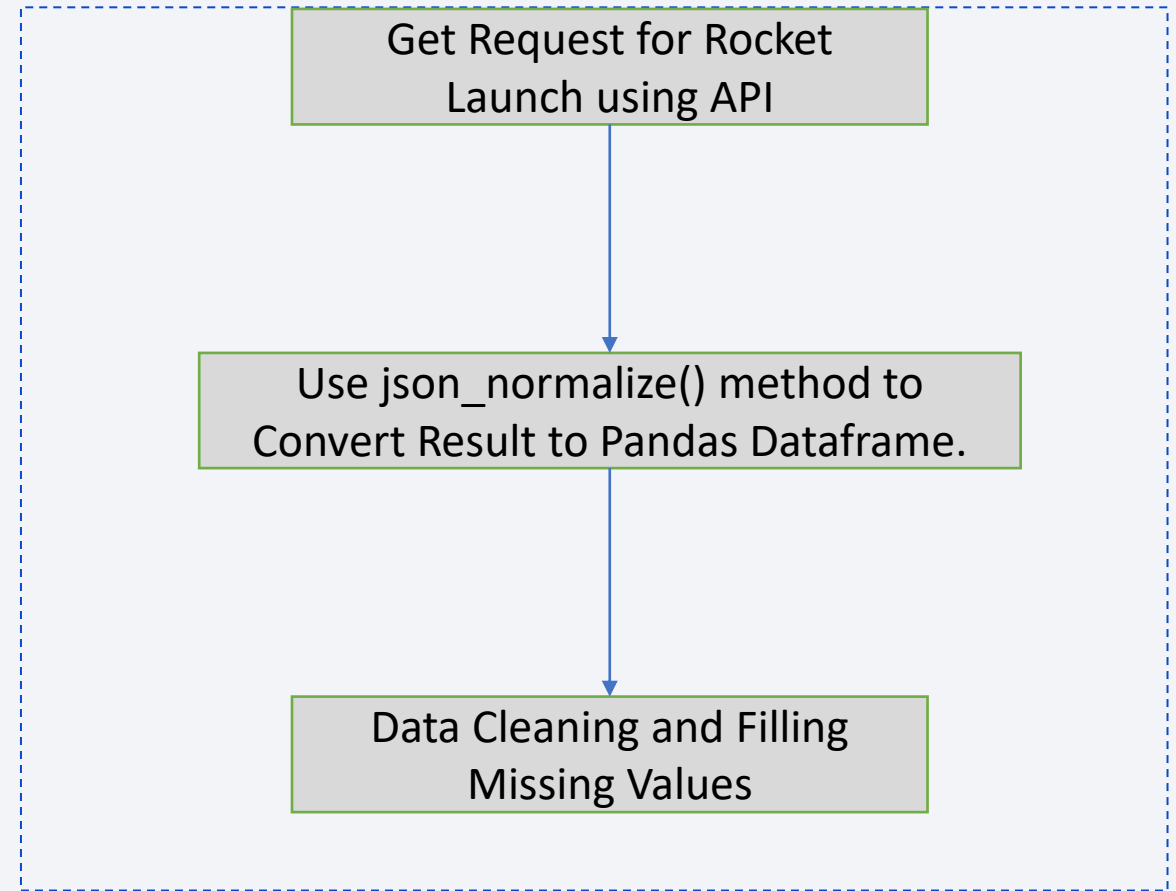 Get Request for Rocket
Launch using API
Use json_normalize() method to
Convert Result to Pandas Dataframe.
Data Cleaning and Filling
Missing Values